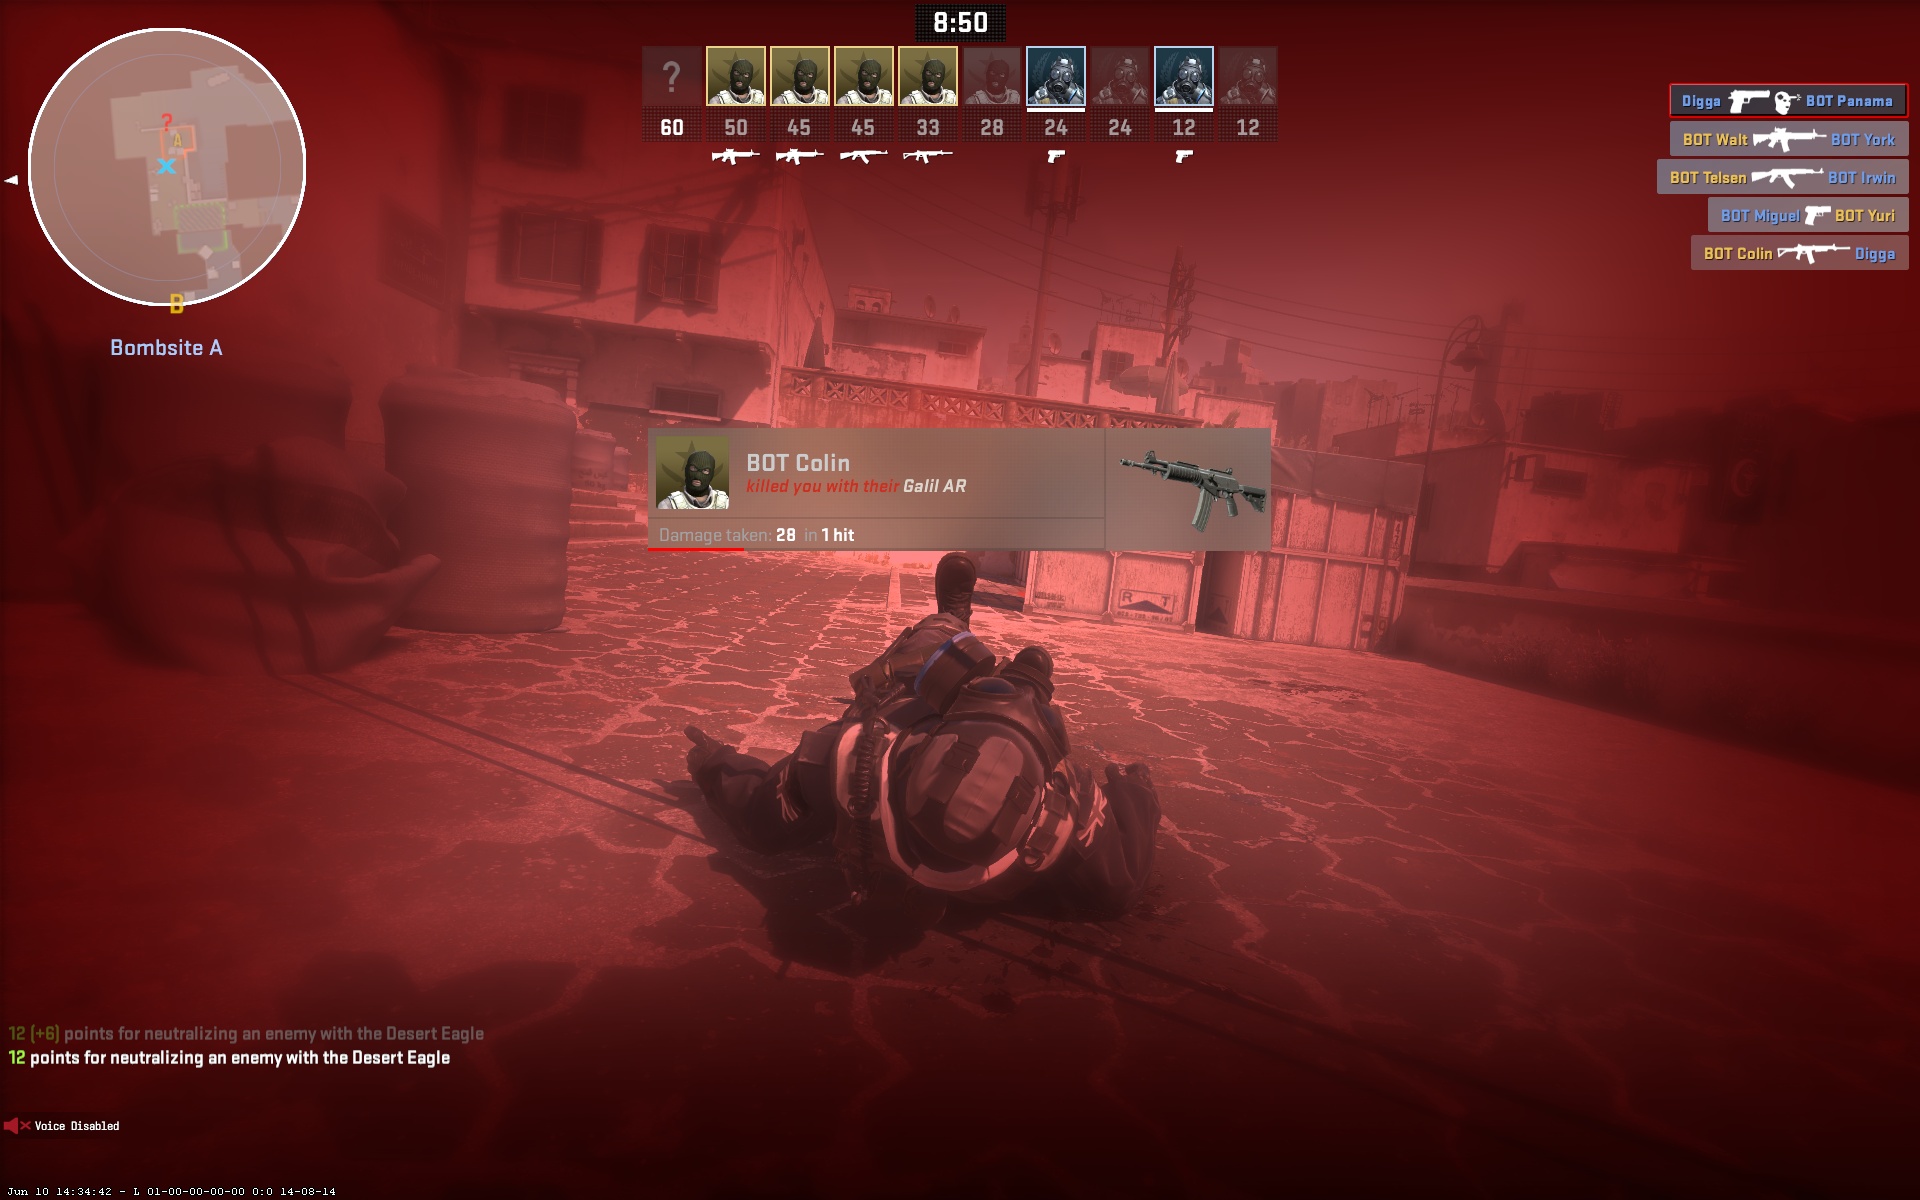 8:50
?
60 50 45 45 33 28 24 24 12 12
Digga BOT Panama
BOT Walt BOT York
BOT Telsen BOT Irwin
BOT Miguel BOT Yuri
BOT Colin Digga
?
A
B
Bombsite A
BOT Colin
killed you with their Galil AR
Damage taken: 28 in 1 hit
R T
12 (+6) points for neutralizing an enemy with the Desert Eagle
12 points for neutralizing an enemy with the Desert Eagle
Voice Disabled
Jun 10 14:34:42 - L 01-00-00-00-00 0:0 14-08-14